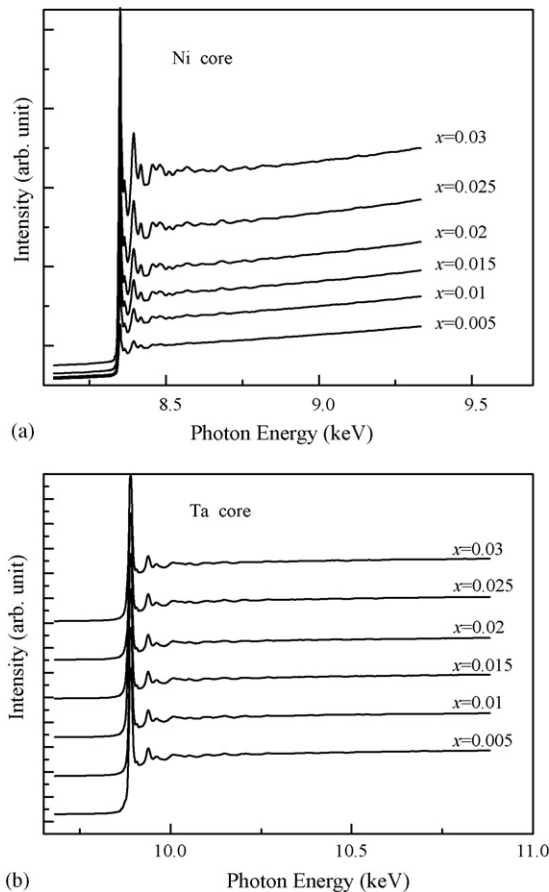 Ni core
Intensity (arb. unit)
x=0.03
x=0.025
x=0.02
x=0.015
x=0.01
x=0.005
8.5
9.0
9.5
(a)
Photon Energy (keV)
Ta core
Intensity (arb. unit)
x=0.03
x=0.025
x=0.02
x=0.015
x=0.01
x=0.005
10.0
10.5
11.0
(b)
Photon Energy (keV)